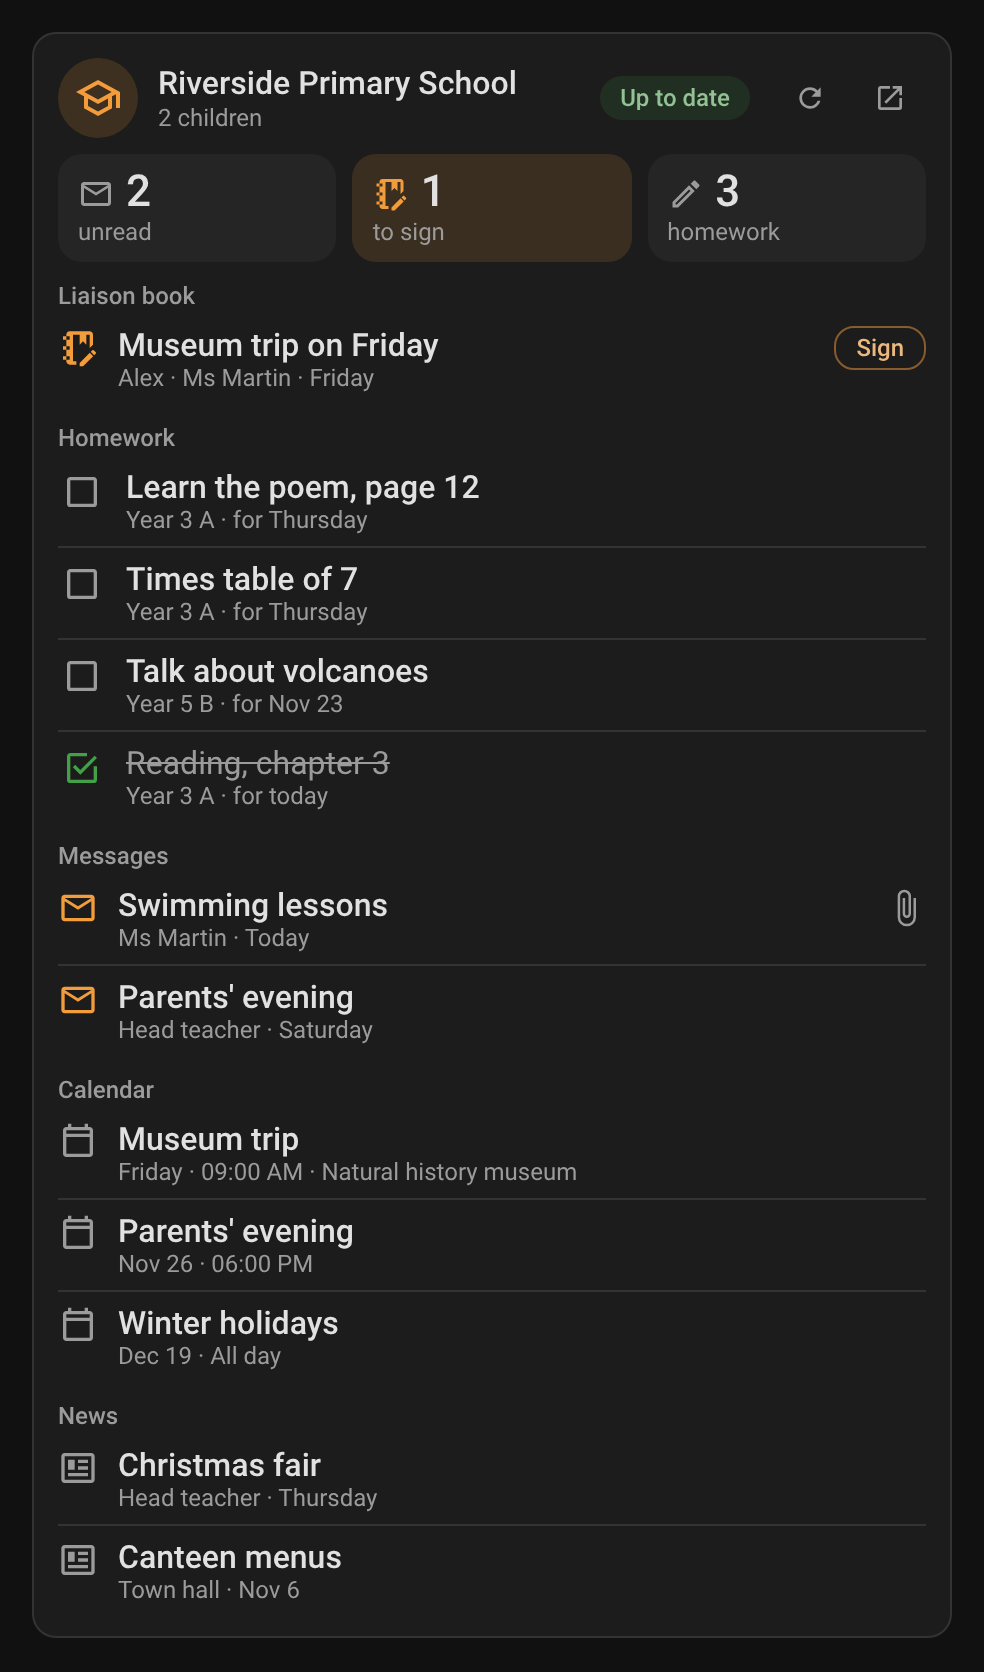 Riverside Primary School
2 children
Up to date
2
unread
1
to sign
3
homework
Liaison book
Museum trip on Friday
Alex · Ms Martin · Friday
Sign
Homework
Learn the poem, page 12
Year 3 A · for Thursday
Times table of 7
Year 3 A · for Thursday
Talk about volcanoes
Year 5 B · for Nov 23
Reading, chapter 3
Year 3 A · for today
Messages
Swimming lessons
Ms Martin · Today
Parents' evening
Head teacher · Saturday
Calendar
Museum trip
Friday · 09:00 AM · Natural history museum
Parents' evening
Nov 26 · 06:00 PM
Winter holidays
Dec 19 · All day
News
Christmas fair
Head teacher · Thursday
Canteen menus
Town hall · Nov 6